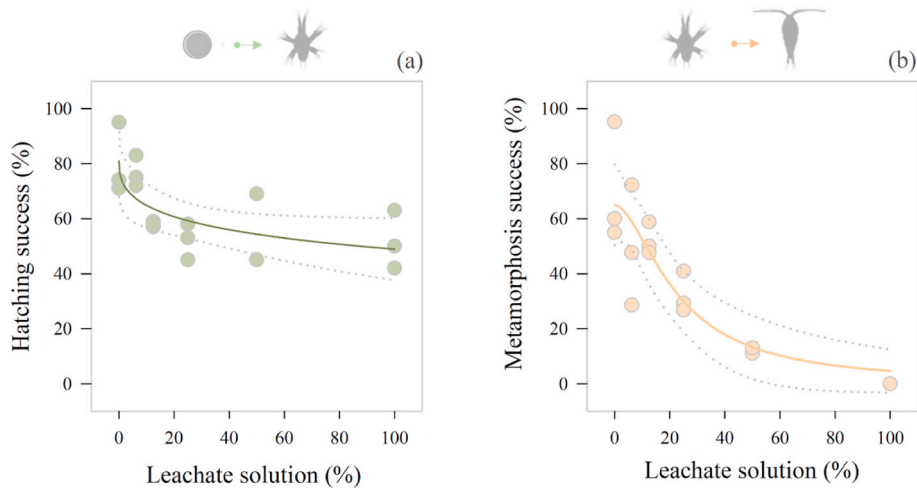 (a)
Hatching success (%)
100
80
60
40
20
0
0 20 40 60 80 100
Leachate solution (%)
(b)
Metamorphosis success (%)
100
80
60
40
20
0
0 20 40 60 80 100
Leachate solution (%)